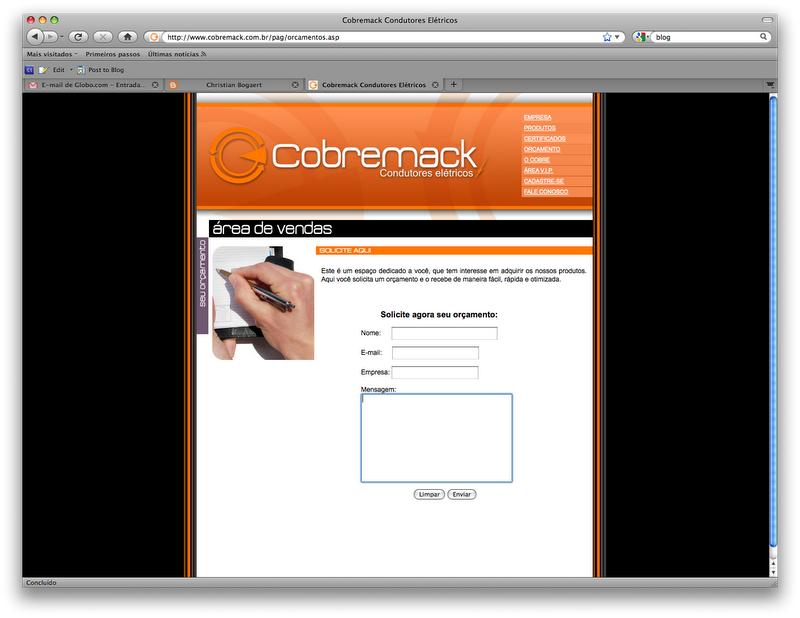 Cobremack Condutores Elétricos
http://www.cobremack.com.br/pag/orcamentos.asp
blog
Mais visitados
Primeiros passos
Últimas notícias
Edit
Post to Blog
E-mail de Globo.com – Entrada...
Christian Bogaert
Cobremack Condutores Elétricos
Cobremack
Condutores elétricos
EMPRESA
PRODUTOS
CERTIFICADOS
ORÇAMENTO
O COBRE
ÁREA V.I.P.
CADASTRE-SE
FALE CONOSCO
área de vendas
seu orçamento
SOLICITE AQUI
Este é um espaço dedicado a você, que tem interesse em adquirir os nossos produtos.
Aqui você solicita um orçamento e o recebe de maneira fácil, rápida e otimizada.
Solicite agora seu orçamento:
Nome:
E-mail:
Empresa:
Mensagem:
Limpar
Enviar
Concluído